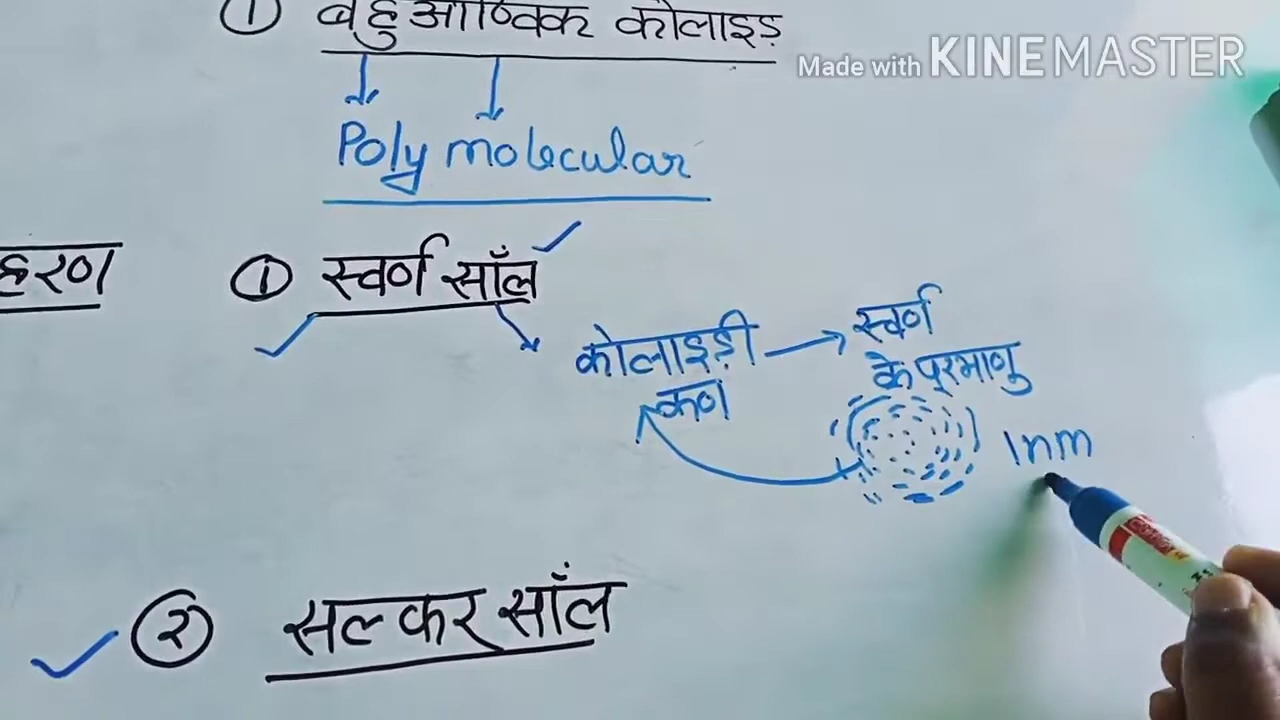 ① बहुआण्विक कोलाइड
Made with KINEMASTER
Poly molecular
हरण ① स्वर्ण सॉल
कोलाइड़ी → स्वर्ण
कण के परमाणु
1nm
② सल्फर सॉल